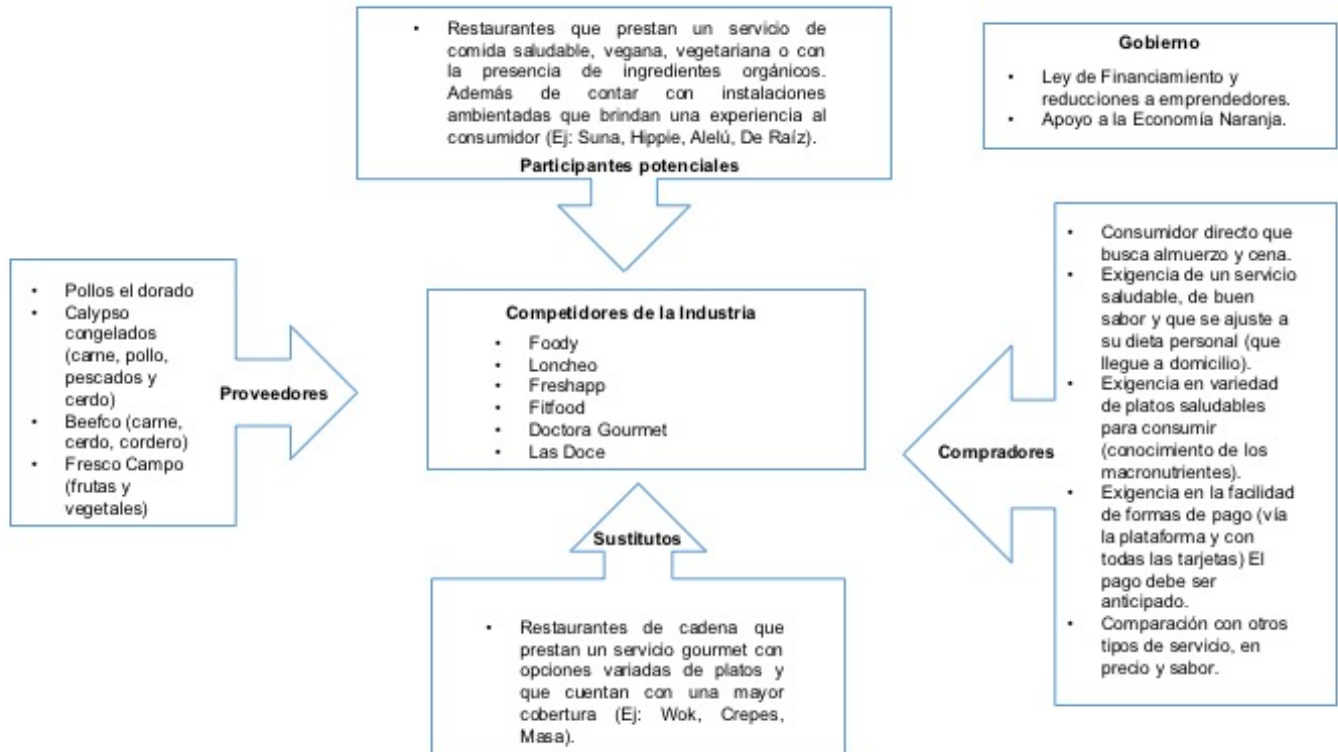 • Restaurantes que prestan un servicio de
comida saludable, vegana, vegetariana o con
la presencia de ingredientes orgánicos.
Además de contar con instalaciones
ambientadas que brindan una experiencia al
consumidor (Ej: Suna, Hippie, Alelú, De Raíz).
Participantes potenciales
Gobierno
• Ley de Financiamiento y
reducciones a emprendedores.
• Apoyo a la Economía Naranja.
• Pollos el dorado
• Calypso
congelados
(carne, pollo,
pescados y
cerdo)
• Beefco (carne,
cerdo, cordero)
• Fresco Campo
(frutas y
vegetales)
Proveedores
Competidores de la Industria
• Foody
• Loncheo
• Freshapp
• Fitfood
• Doctora Gourmet
• Las Doce
Compradores
• Consumidor directo que
busca almuerzo y cena.
• Exigencia de un servicio
saludable, de buen
sabor y que se ajuste a
su dieta personal (que
llegue a domicilio).
• Exigencia en variedad
de platos saludables
para consumir
(conocimiento de los
macronutrientes).
• Exigencia en la facilidad
de formas de pago (vía
la plataforma y con
todas las tarjetas) El
pago debe ser
anticipado.
• Comparación con otros
tipos de servicio, en
precio y sabor.
Sustitutos
• Restaurantes de cadena que
prestan un servicio gourmet con
opciones variadas de platos y
que cuentan con una mayor
cobertura (Ej: Wok, Crepes,
Masa).